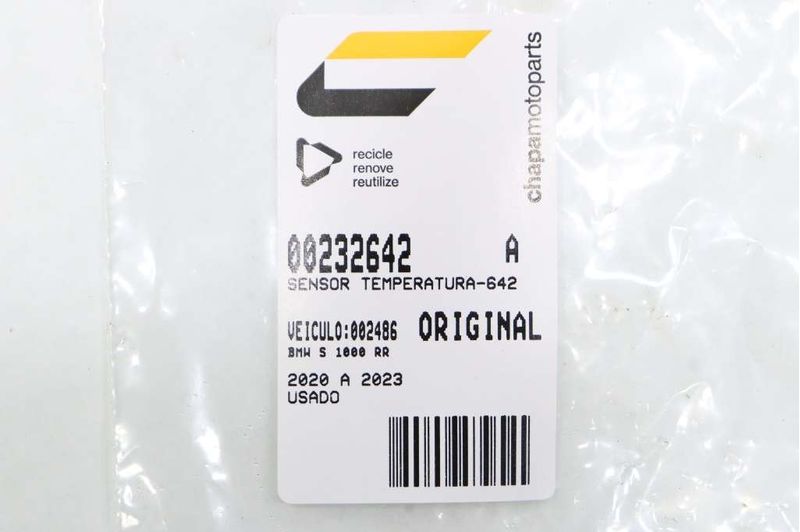 chapamotoparts
recicle
renove
reutilize
00232642 A
SENSOR TEMPERATURA-642
VEICULO:002486 ORIGINAL
BMW S 1000 RR
2020 A 2023
USADO